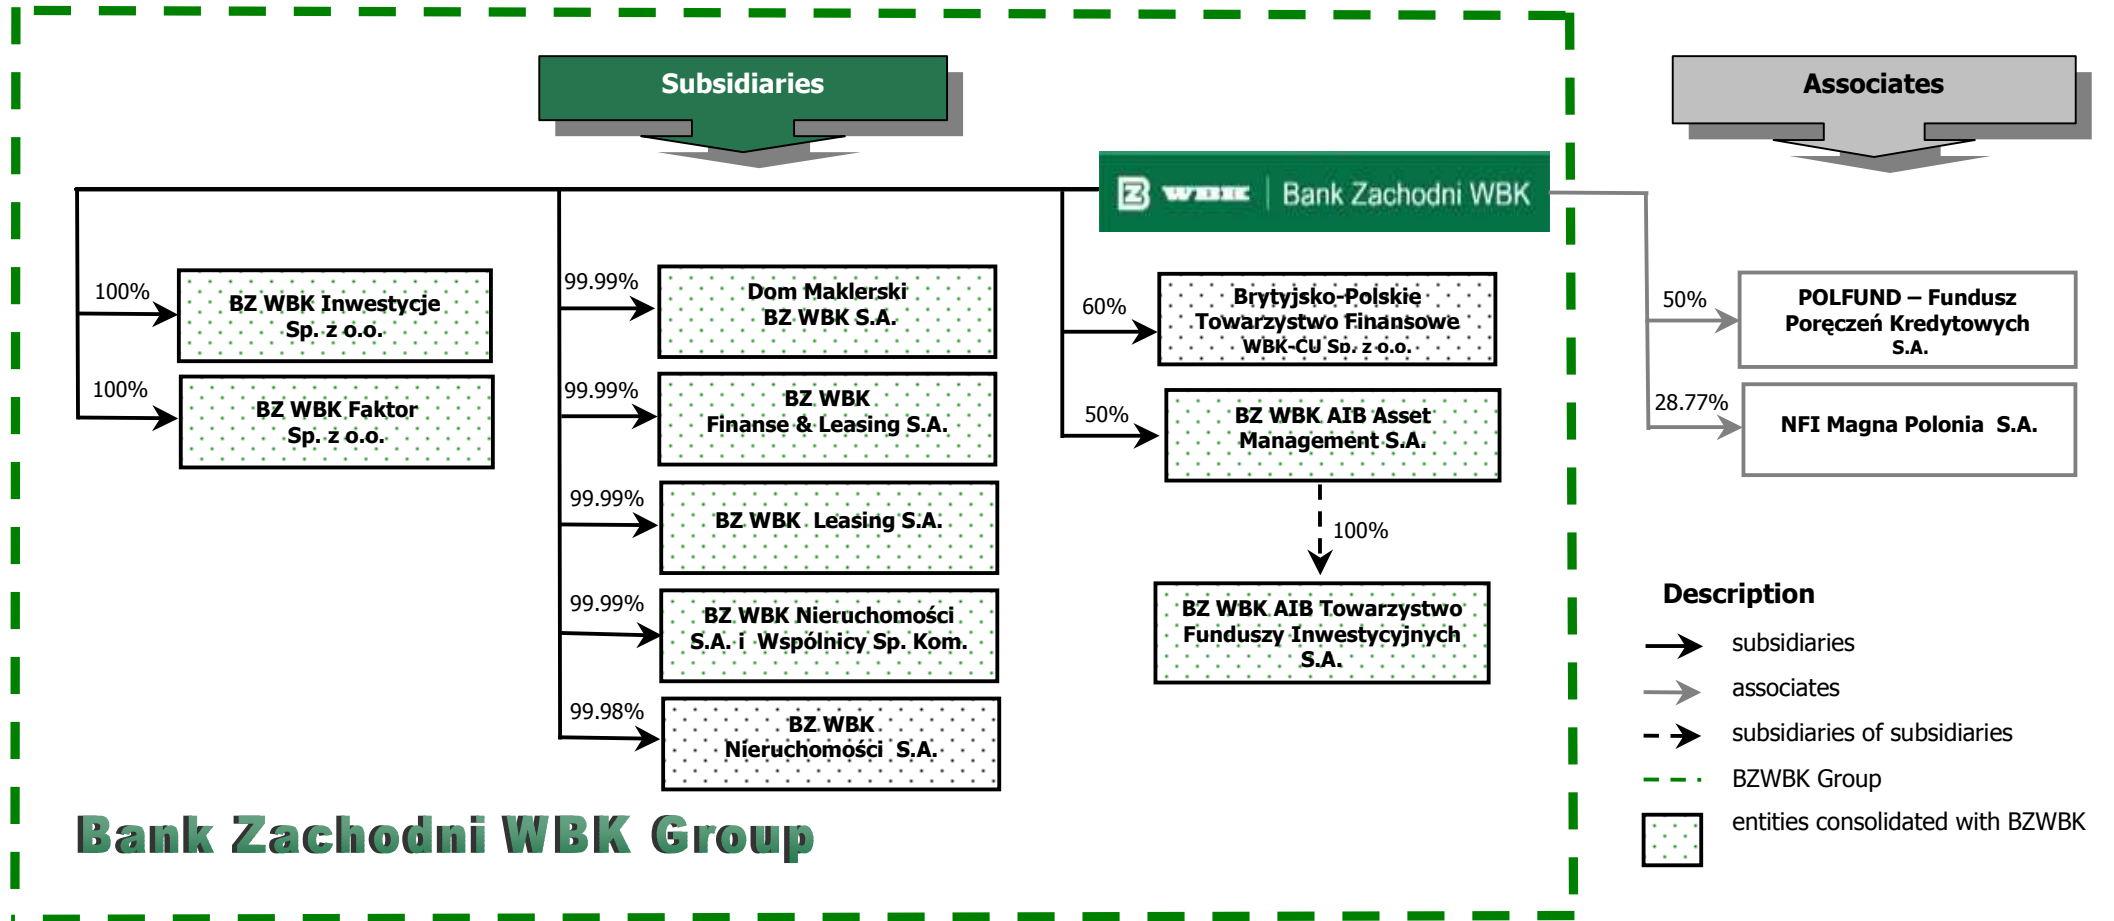 Subsidiaries
Associates
B Z WBK | Bank Zachodni WBK
100%
BZ WBK Inwestycje
Sp. z o.o.
100%
BZ WBK Faktor
Sp. z o.o.
99.99%
Dom Maklerski
BZ WBK S.A.
99.99%
BZ WBK
Finanse & Leasing S.A.
99.99%
BZ WBK Leasing S.A.
99.99%
BZ WBK Nieruchomości
S.A. i Wspólnicy Sp. Kom.
99.98%
BZ WBK
Nieruchomości S.A.
60%
Brytyjsko-Polskie
Towarzystwo Finansowe
WBK-CU Sp. z o.o.
50%
BZ WBK AIB Asset
Management S.A.
100%
BZ WBK AIB Towarzystwo
Funduszy Inwestycyjnych
S.A.
50%
POLFUND – Fundusz
Poręczeń Kredytowych
S.A.
28.77%
NFI Magna Polonia S.A.
Description
subsidiaries
associates
subsidiaries of subsidiaries
BZWBK Group
entities consolidated with BZWBK
Bank Zachodni WBK Group